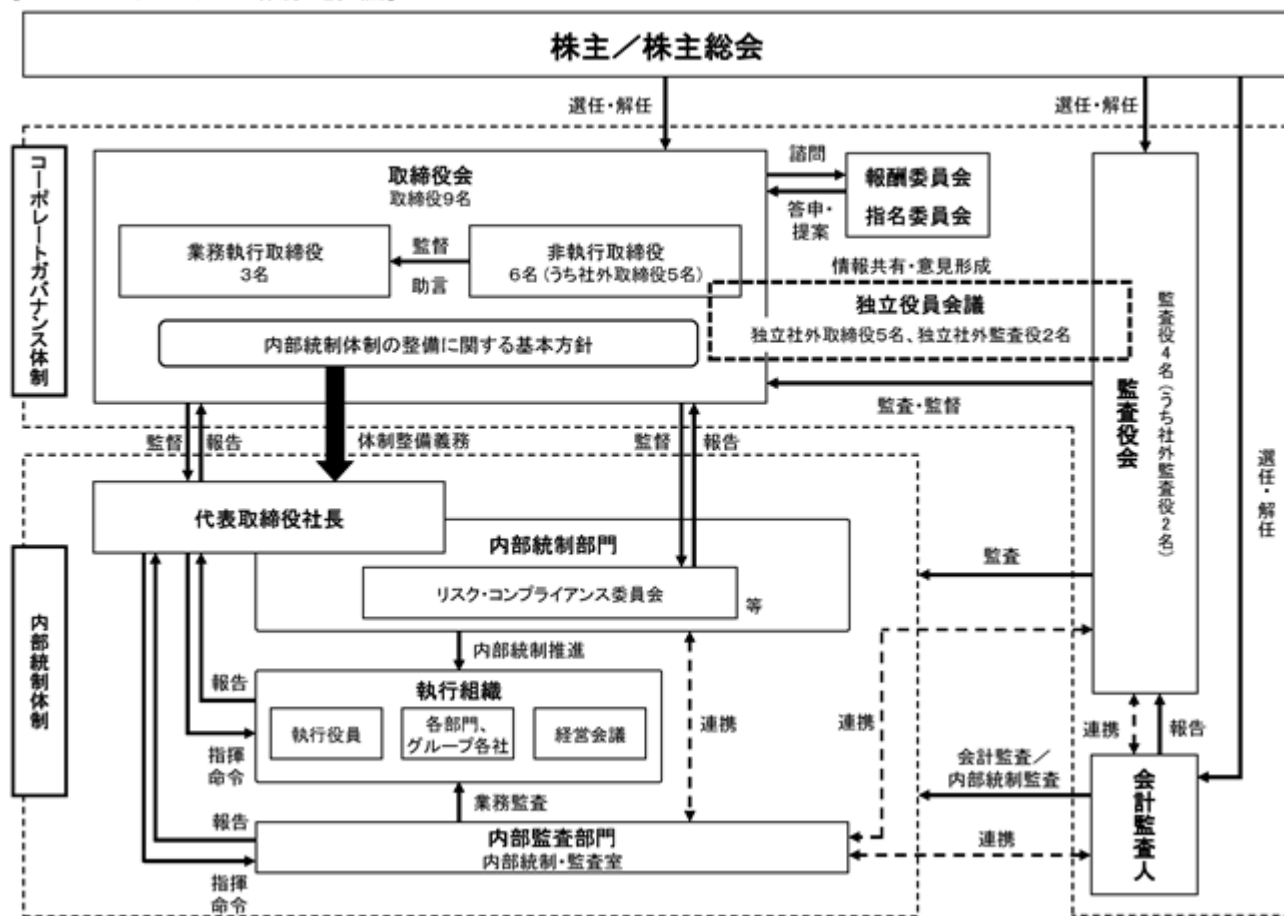 株主／株主総会
選任・解任
選任・解任
コーポレートガバナンス体制
取締役会
取締役9名
諮問
答申・
提案
報酬委員会
指名委員会
業務執行取締役
3名
監督
助言
非執行取締役
6名(うち社外取締役5名)
情報共有・意見形成
独立役員会議
独立社外取締役5名、独立社外監査役2名
内部統制体制の整備に関する基本方針
監査・監督
監査役会
監査役4名(うち社外監査役2名)
選任・解任
監督
報告
体制整備義務
監督
報告
内部統制体制
代表取締役社長
内部統制部門
リスク・コンプライアンス委員会
等
監査
内部統制推進
報告
執行組織
執行役員
各部門、
グループ各社
経営会議
指揮
命令
連携
連携
連携
報告
会計監査／
内部統制監査
会計監査人
業務監査
報告
内部監査部門
内部統制・監査室
連携
指揮
命令